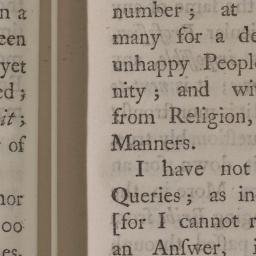 n a
een
yet
ed;
it;
of
nor
oo
es.
number; at
many for a de
unhappy People
nity; and wi
from Religion,
Manners.
I have not
Queries; as in
[for I cannot r
an Anſwer, i